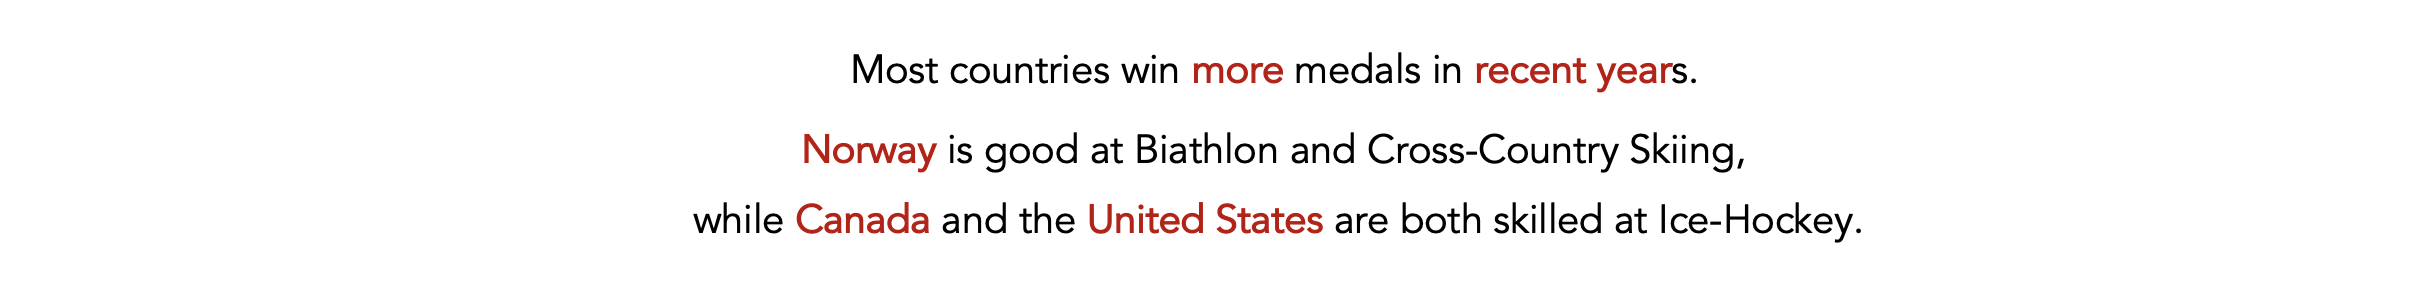 Most countries win more medals in recent years.
Norway is good at Biathlon and Cross-Country Skiing,
while Canada and the United States are both skilled at Ice-Hockey.